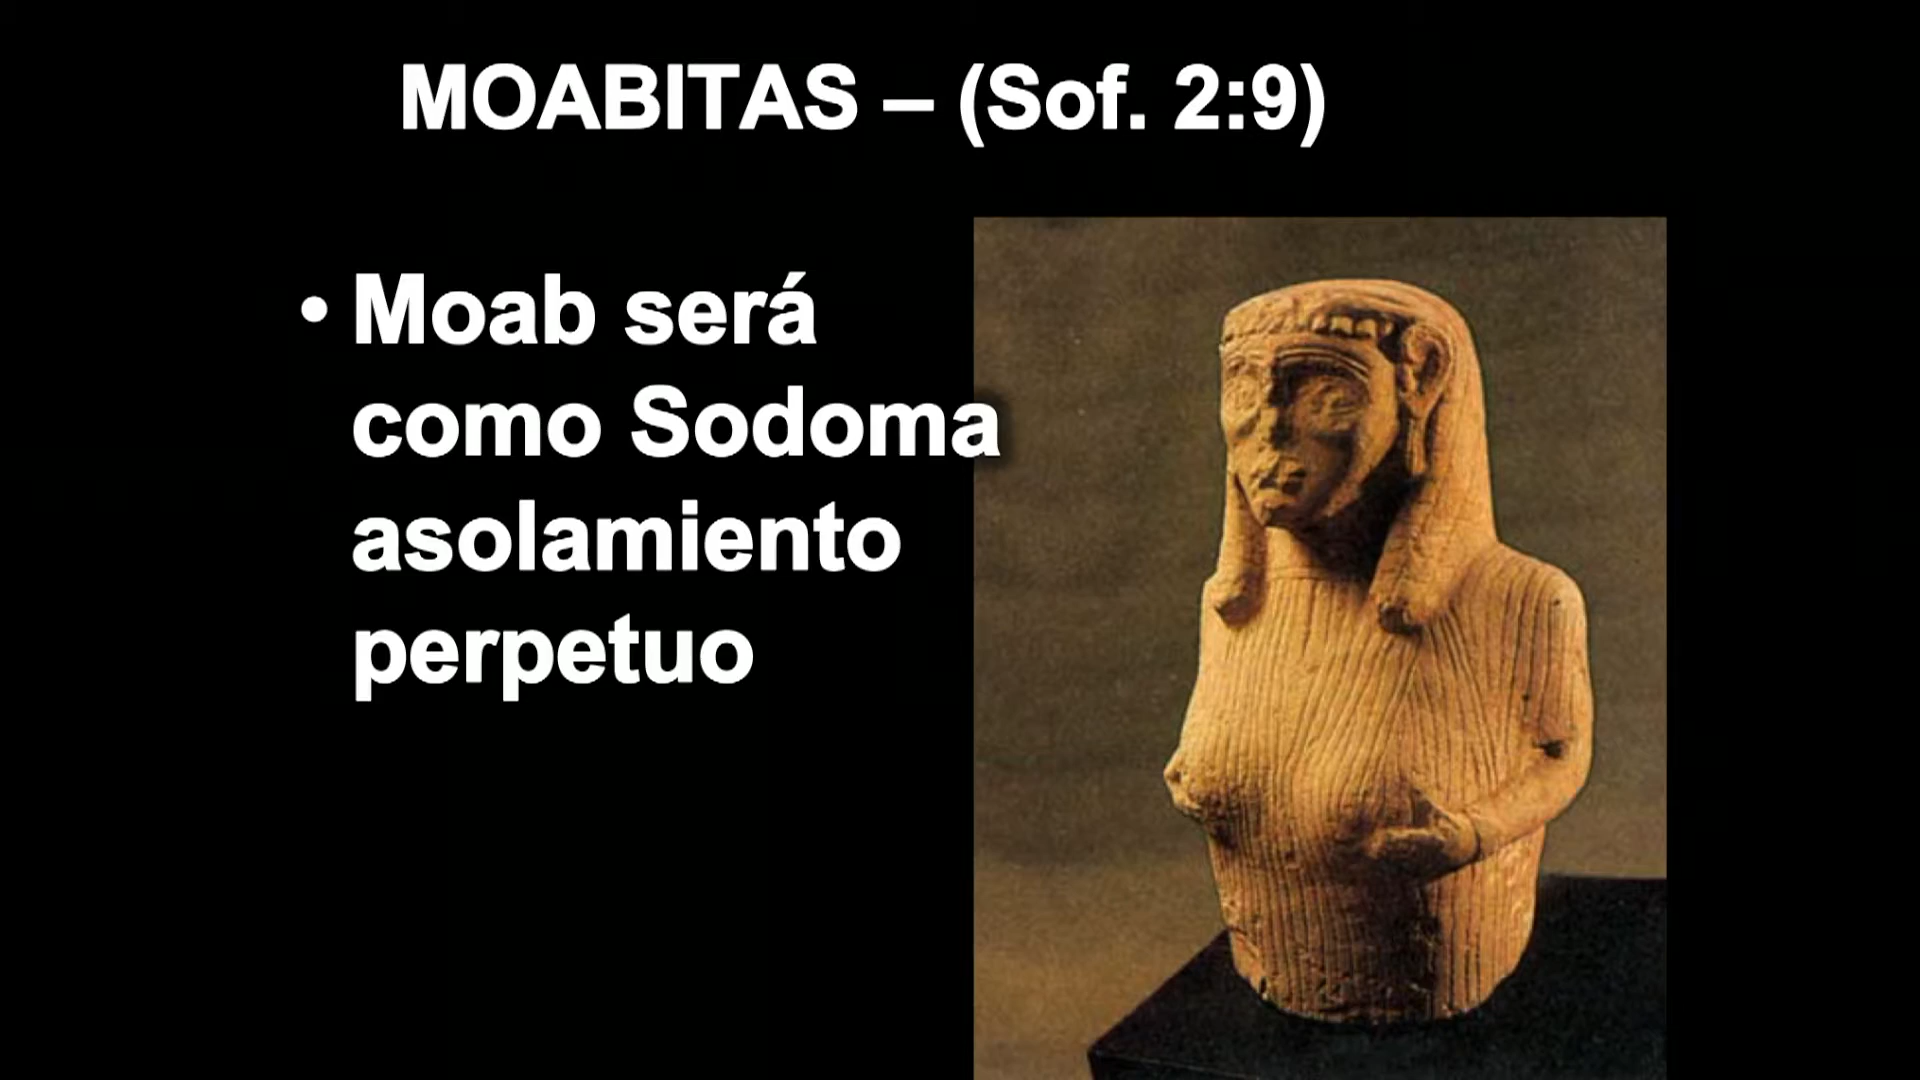 MOABITAS – (Sof. 2:9)
• Moab será
como Sodoma
asolamiento
perpetuo